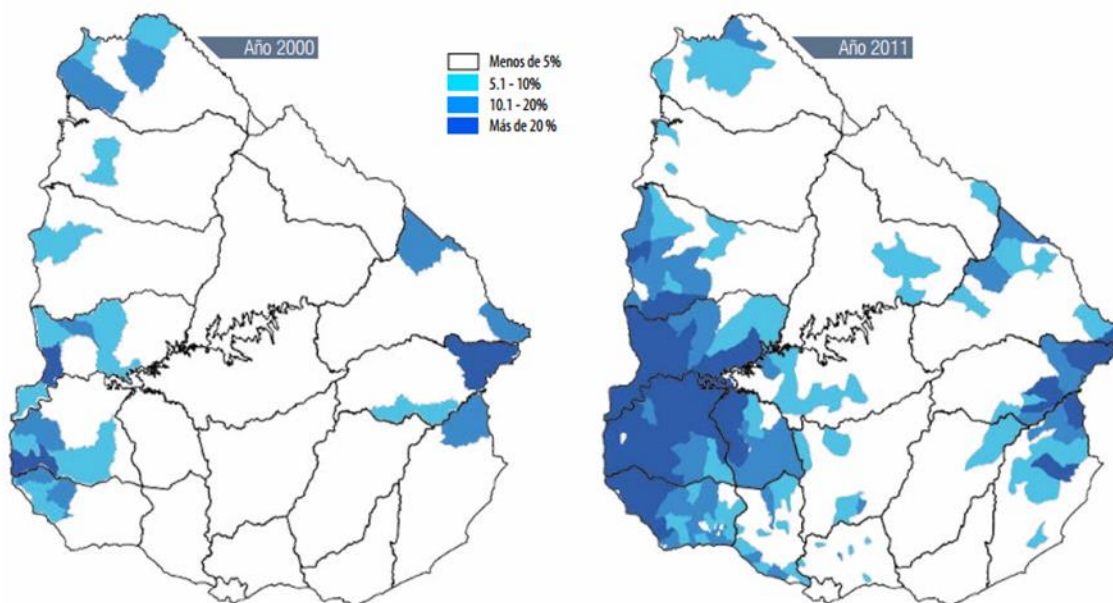 Año 2000
Menos de 5%
5.1 - 10%
10.1 - 20%
Más de 20 %
Año 2011